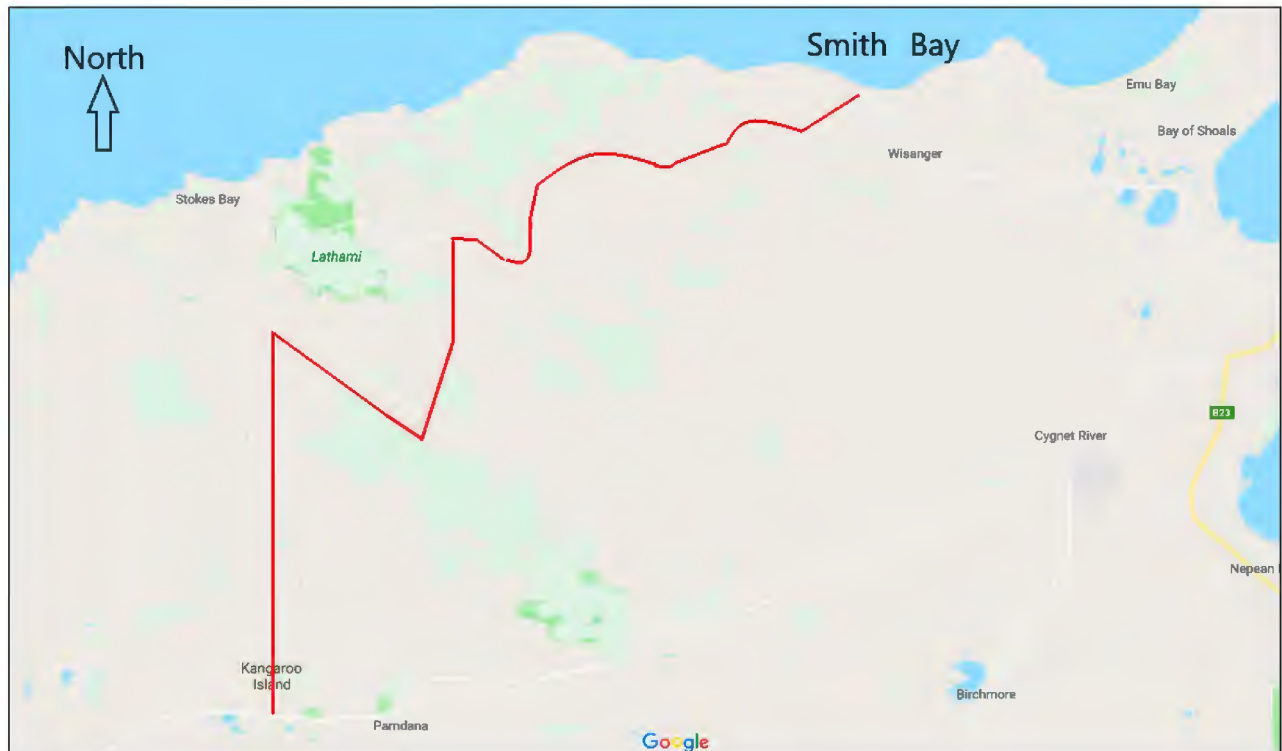 North
Smith Bay
Emu Bay
Bay of Shoals
Wisanger
Stokes Bay
Lathami
B23
Cygnet River
Nepean
Kangaroo
Island
Parndana
Birchmore
Google